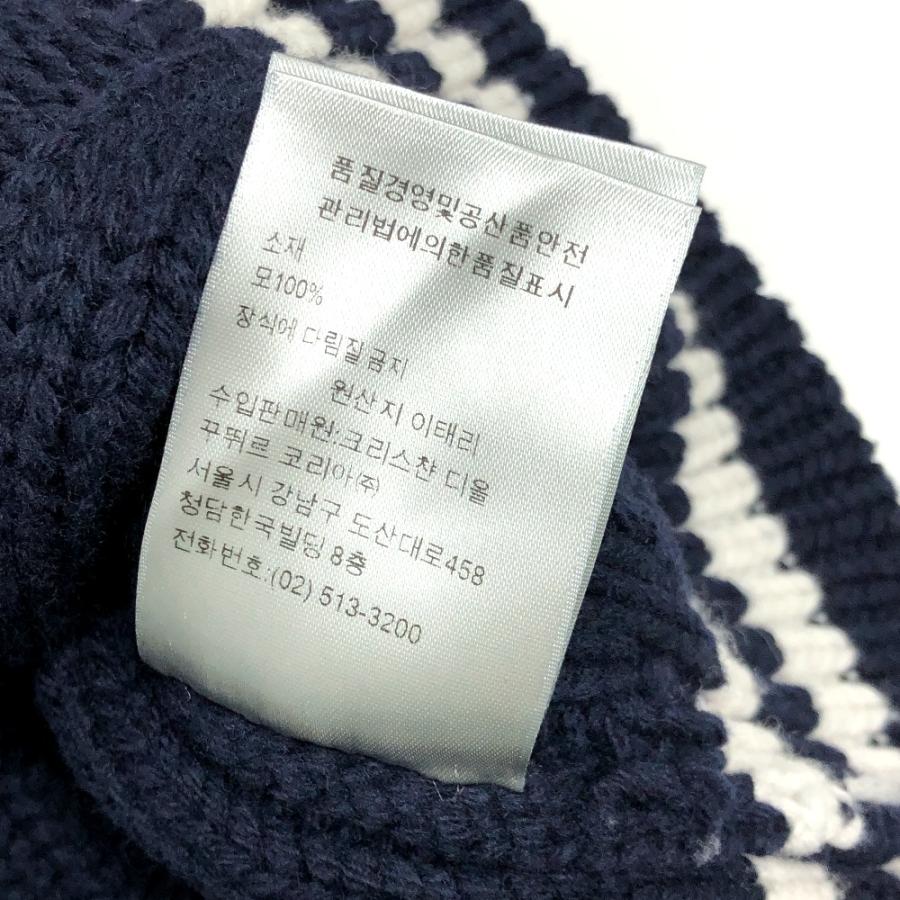 품질경영및공산품안전
관리법에의한품질표시
소재
모100%
장식에 다림질금지
원산지 이태리
수입판매원:크리스챤 디올
꾸뛰르 코리아(주)
서울시 강남구 도산대로458
청담한국빌딩 8층
전화번호:(02) 513-3200